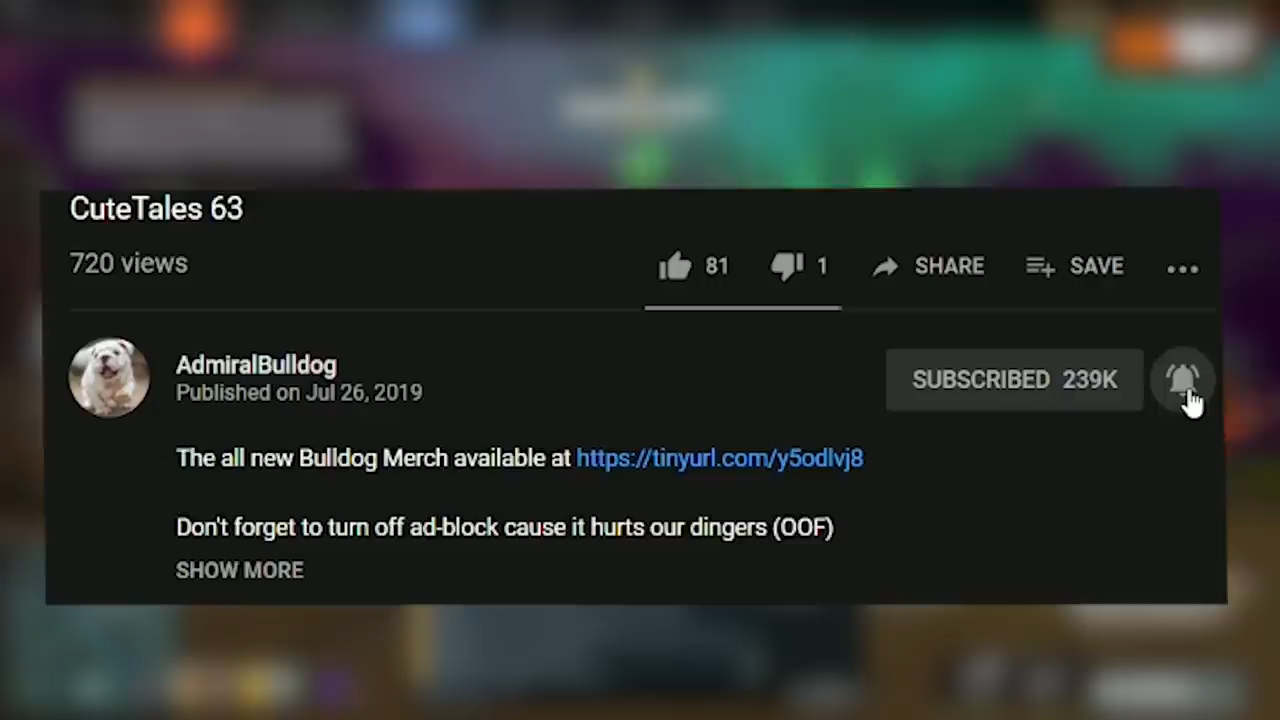 CuteTales 63
720 views
81 1 SHARE SAVE
AdmiralBulldog
Published on Jul 26, 2019
SUBSCRIBED 239K
The all new Bulldog Merch available at https://tinyurl.com/y5odlvj8
Don't forget to turn off ad-block cause it hurts our dingers (OOF)
SHOW MORE